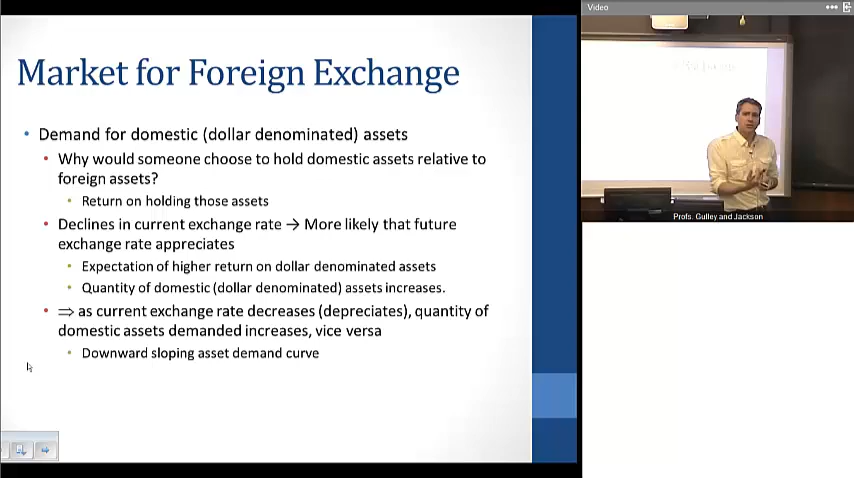 Market for Foreign Exchange
• Demand for domestic (dollar denominated) assets
• Why would someone choose to hold domestic assets relative to
foreign assets?
• Return on holding those assets
• Declines in current exchange rate → More likely that future
exchange rate appreciates
• Expectation of higher return on dollar denominated assets
• Quantity of domestic (dollar denominated) assets increases.
• ⇒ as current exchange rate decreases (depreciates), quantity of
domestic assets demanded increases, vice versa
• Downward sloping asset demand curve
Video
Profs. Gulley and Jackson